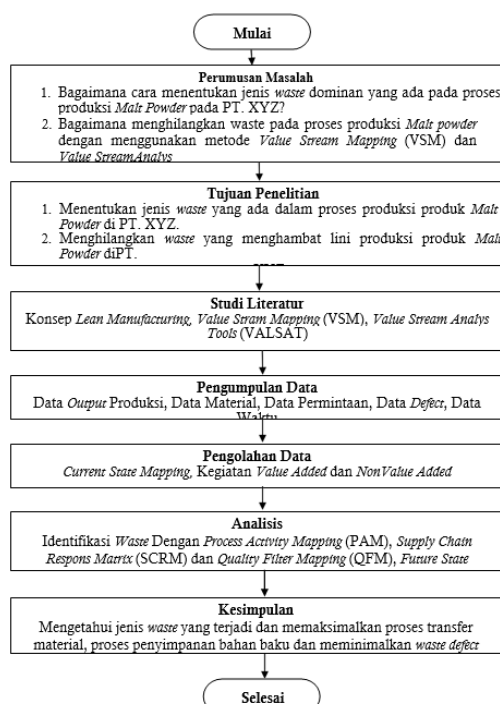 Mulai
Perumusan Masalah
1. Bagaimana cara menentukan jenis waste dominan yang ada pada proses
produksi Malt Powder pada PT. XYZ?
2. Bagaimana menghilangkan waste pada proses produksi Malt powder
dengan menggunakan metode Value Stream Mapping (VSM) dan
Value StreamAnalys
Tujuan Penelitian
1. Menentukan jenis waste yang ada dalam proses produksi produk Malt
Powder di PT. XYZ.
2. Menghilangkan waste yang menghambat lini produksi produk Malt
Powder diPT.
Studi Literatur
Konsep Lean Manufacturing, Value Stram Mapping (VSM), Value Stream Analys
Tools (VALSAT)
Pengumpulan Data
Data Output Produksi, Data Material, Data Permintaan, Data Defect, Data
Waktu
Pengolahan Data
Current State Mapping, Kegiatan Value Added dan NonValue Added
Analisis
Identifikasi Waste Dengan Process Activity Mapping (PAM), Supply Chain
Respons Matrix (SCRM) dan Quality Filter Mapping (QFM), Future State
Kesimpulan
Mengetahui jenis waste yang terjadi dan memaksimalkan proses transfer
material, proses penyimpanan bahan baku dan meminimalkan waste defect
Selesai